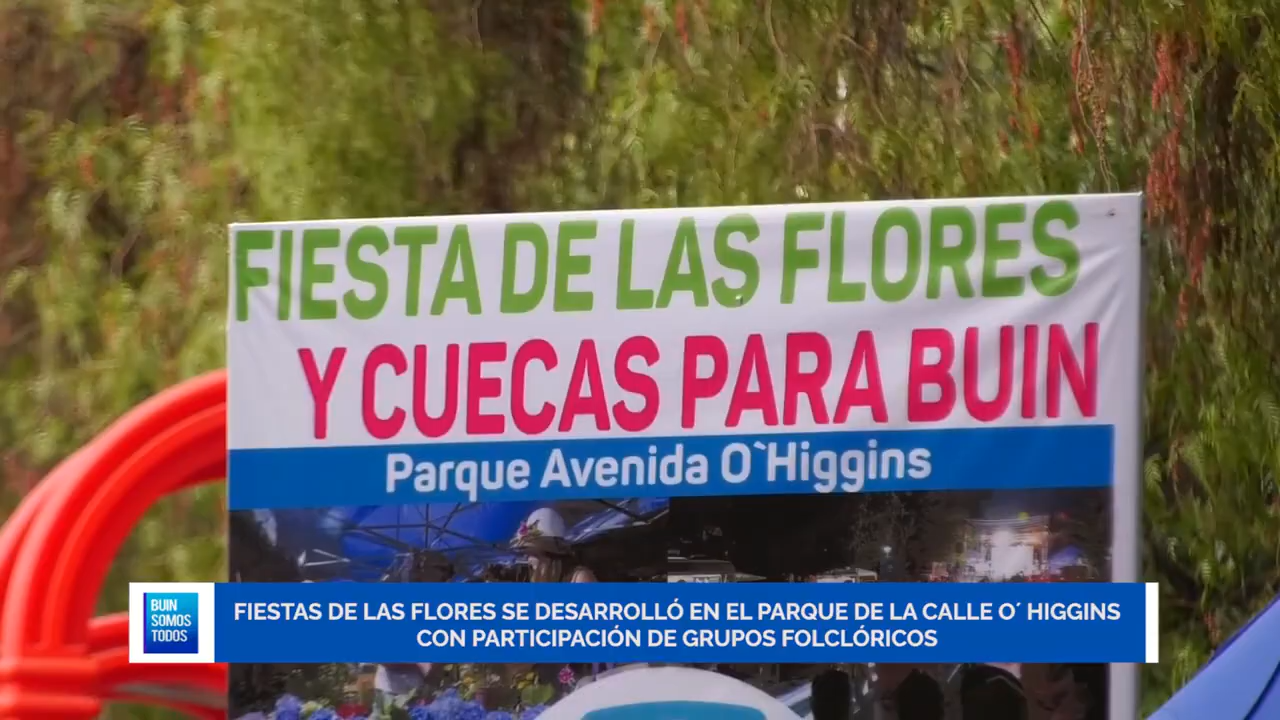 FIESTA DE LAS FLORES
Y CUECAS PARA BUIN
Parque Avenida O`Higgins
BUIN
SOMOS
TODOS
FIESTAS DE LAS FLORES SE DESARROLLÓ EN EL PARQUE DE LA CALLE O´ HIGGINS
CON PARTICIPACIÓN DE GRUPOS FOLCLÓRICOS